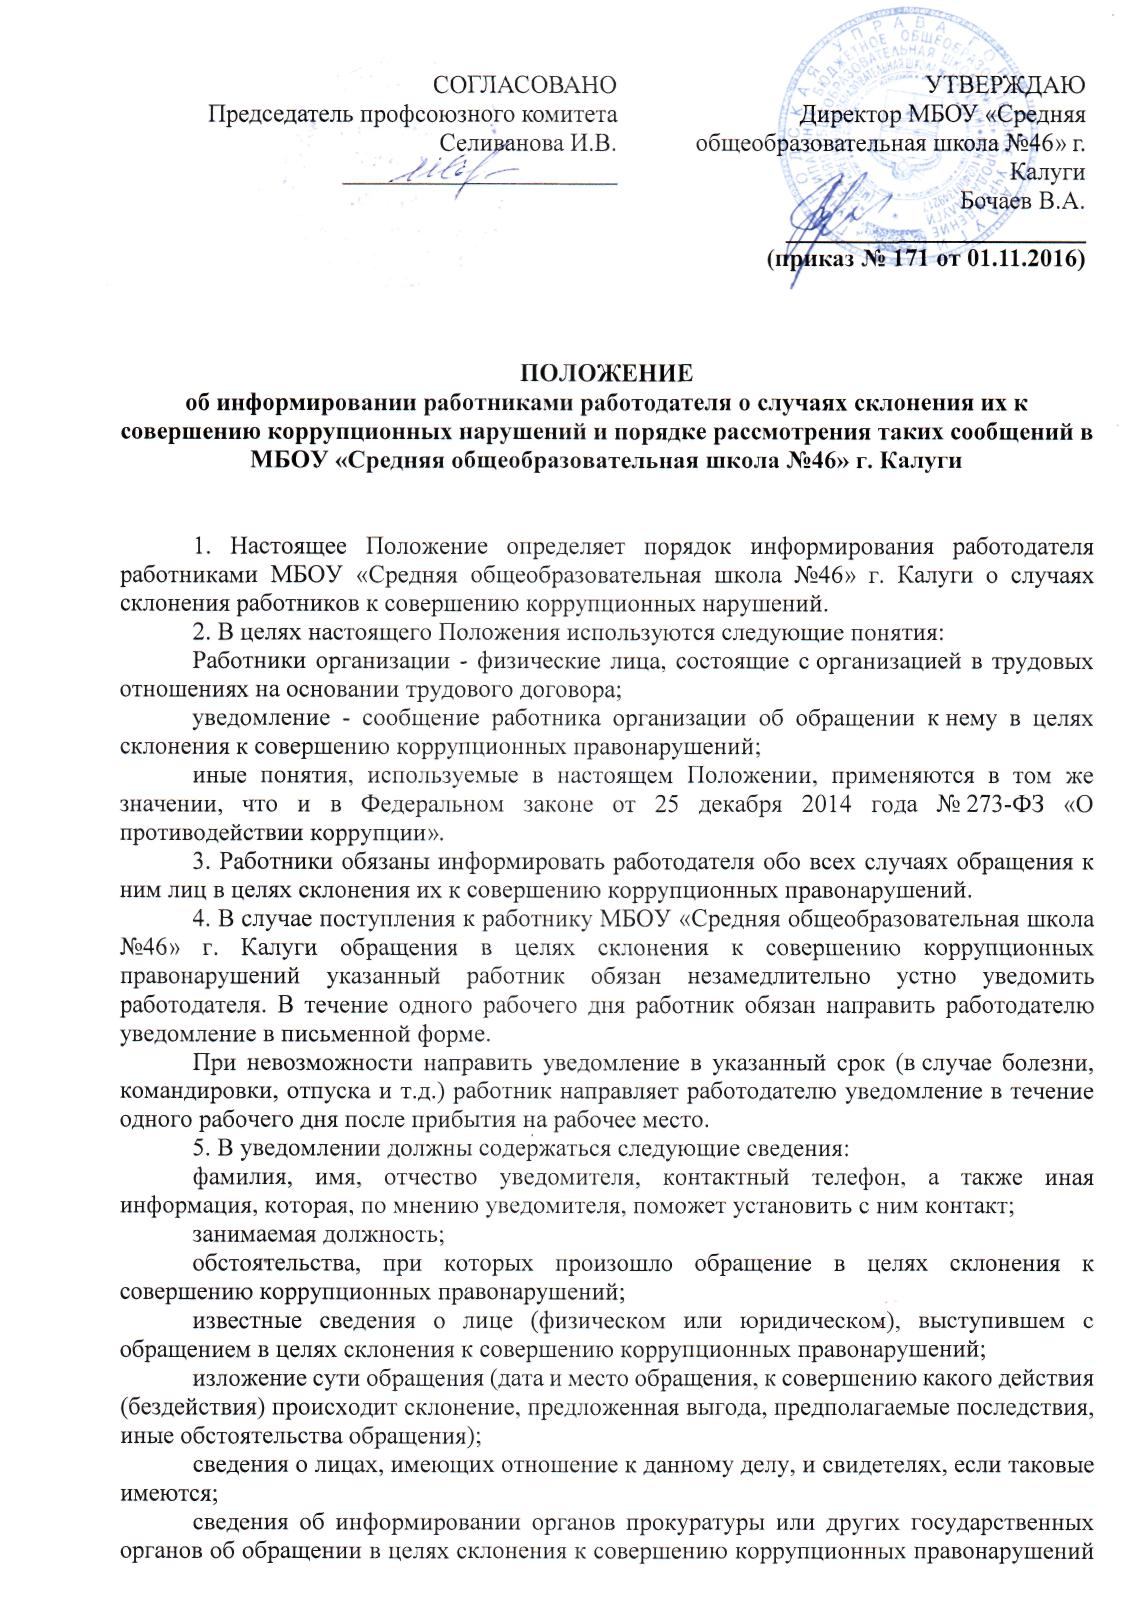 СОГЛАСОВАНО
Председатель профсоюзного комитета
Селиванова И.В.
УТВЕРЖДАЮ
Директор МБОУ «Средняя
общеобразовательная школа №46» г.
Калуги
Бочаев В.А.
(приказ № 171 от 01.11.2016)
ПОЛОЖЕНИЕ
об информировании работниками работодателя о случаях склонения их к
совершению коррупционных нарушений и порядке рассмотрения таких сообщений в
МБОУ «Средняя общеобразовательная школа №46» г. Калуги
1. Настоящее Положение определяет порядок информирования работодателя
работниками МБОУ «Средняя общеобразовательная школа №46» г. Калуги о случаях
склонения работников к совершению коррупционных нарушений.
2. В целях настоящего Положения используются следующие понятия:
Работники организации - физические лица, состоящие с организацией в трудовых
отношениях на основании трудового договора;
уведомление - сообщение работника организации об обращении к нему в целях
склонения к совершению коррупционных правонарушений;
иные понятия, используемые в настоящем Положении, применяются в том же
значении, что и в Федеральном законе от 25 декабря 2014 года № 273-ФЗ «О
противодействии коррупции».
3. Работники обязаны информировать работодателя обо всех случаях обращения к
ним лиц в целях склонения их к совершению коррупционных правонарушений.
4. В случае поступления к работнику МБОУ «Средняя общеобразовательная школа
№46» г. Калуги обращения в целях склонения к совершению коррупционных
правонарушений указанный работник обязан незамедлительно устно уведомить
работодателя. В течение одного рабочего дня работник обязан направить работодателю
уведомление в письменной форме.
При невозможности направить уведомление в указанный срок (в случае болезни,
командировки, отпуска и т.д.) работник направляет работодателю уведомление в течение
одного рабочего дня после прибытия на рабочее место.
5. В уведомлении должны содержаться следующие сведения:
фамилия, имя, отчество уведомителя, контактный телефон, а также иная
информация, которая, по мнению уведомителя, поможет установить с ним контакт;
занимаемая должность;
обстоятельства, при которых произошло обращение в целях склонения к
совершению коррупционных правонарушений;
известные сведения о лице (физическом или юридическом), выступившем с
обращением в целях склонения к совершению коррупционных правонарушений;
изложение сути обращения (дата и место обращения, к совершению какого действия
(бездействия) происходит склонение, предложенная выгода, предполагаемые последствия,
иные обстоятельства обращения);
сведения о лицах, имеющих отношение к данному делу, и свидетелях, если таковые
имеются;
сведения об информировании органов прокуратуры или других государственных
органов об обращении в целях склонения к совершению коррупционных правонарушений